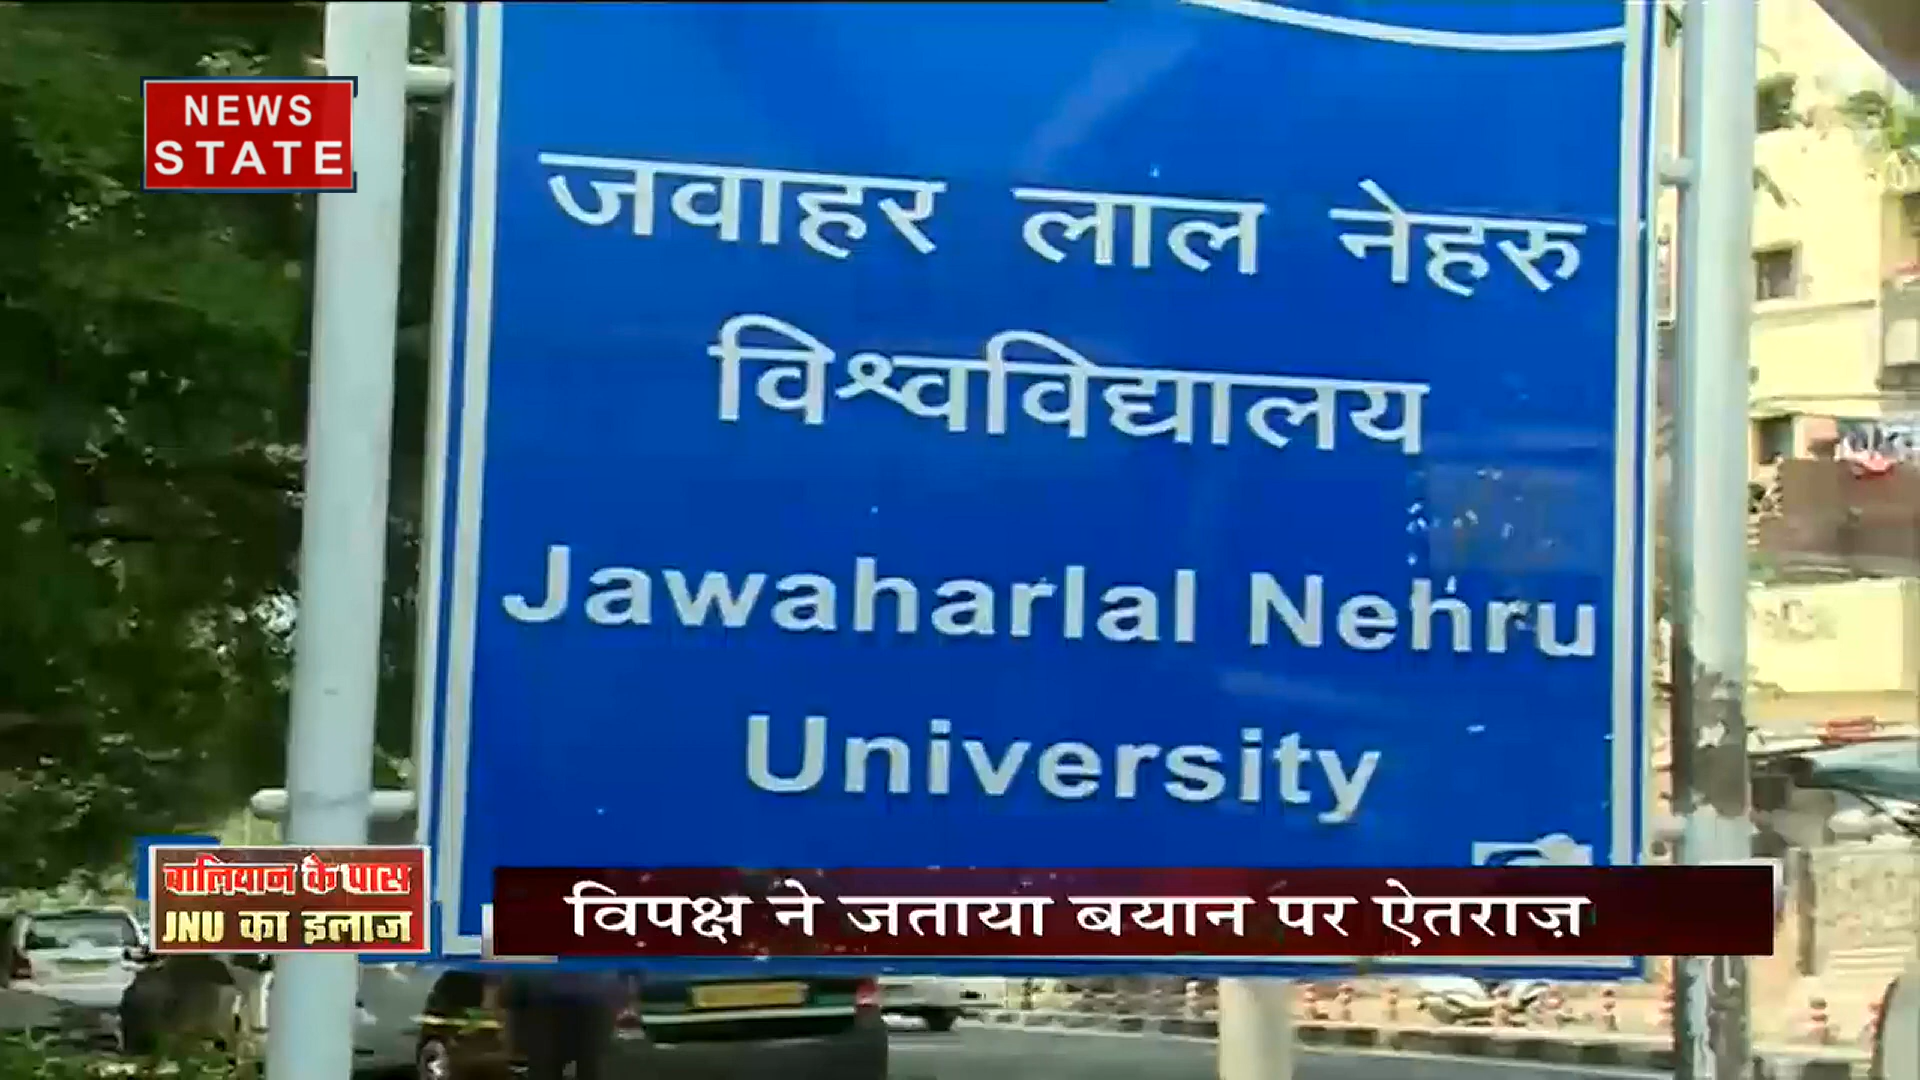 NEWS
STATE
जवाहर लाल नेहरु
विश्वविद्यालय
Jawaharlal Nehru
University
बालियान के पास
JNU का इलाज
विपक्ष ने जताया बयान पर ऐतराज़